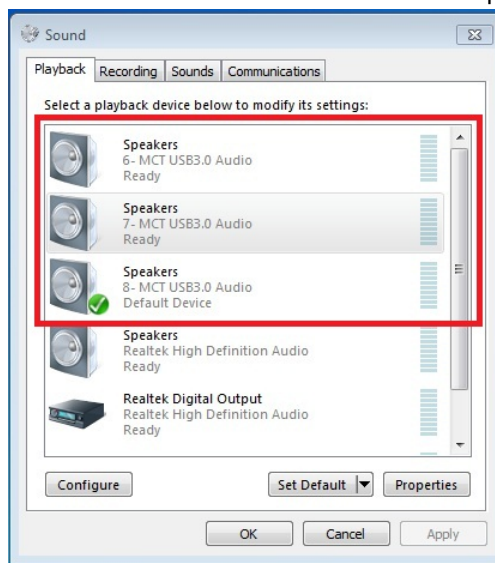 Sound
Playback Recording Sounds Communications
Select a playback device below to modify its settings:
Speakers
6- MCT USB3.0 Audio
Ready
Speakers
7- MCT USB3.0 Audio
Ready
Speakers
8- MCT USB3.0 Audio
Default Device
Speakers
Realtek High Definition Audio
Ready
Realtek Digital Output
Realtek High Definition Audio
Ready
Configure Set Default Properties
OK Cancel Apply